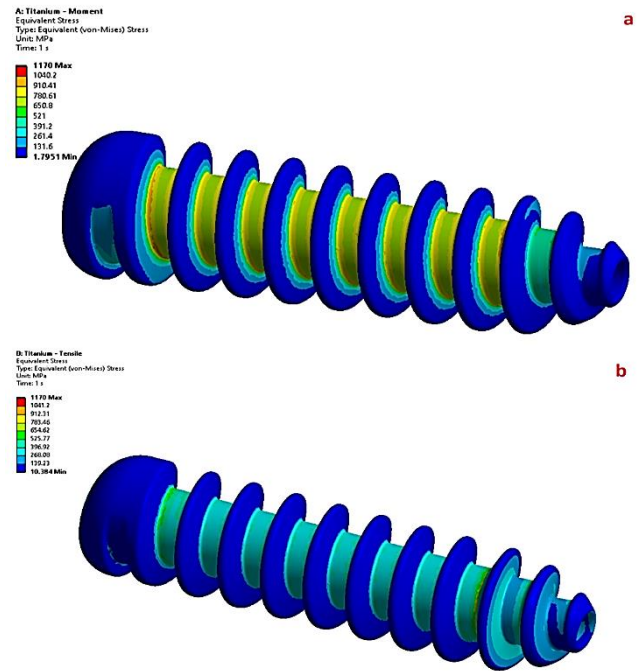 A: Titanium - Moment
Equivalent Stress
Type: Equivalent (von-Mises) Stress
Unit: MPa
Time: 1 s
a
1170 Max
1040.2
910.41
780.61
650.8
521
391.2
261.4
131.6
1.7951 Min
Titanium - Tensile
Equivalent Stress
Type: Equivalent (von-Mises) Stress
Unit: MPa
Time: 1 s
b
1170 Max
1041.2
912.31
783.46
654.62
525.77
396.92
268.08
139.23
10.384 Min